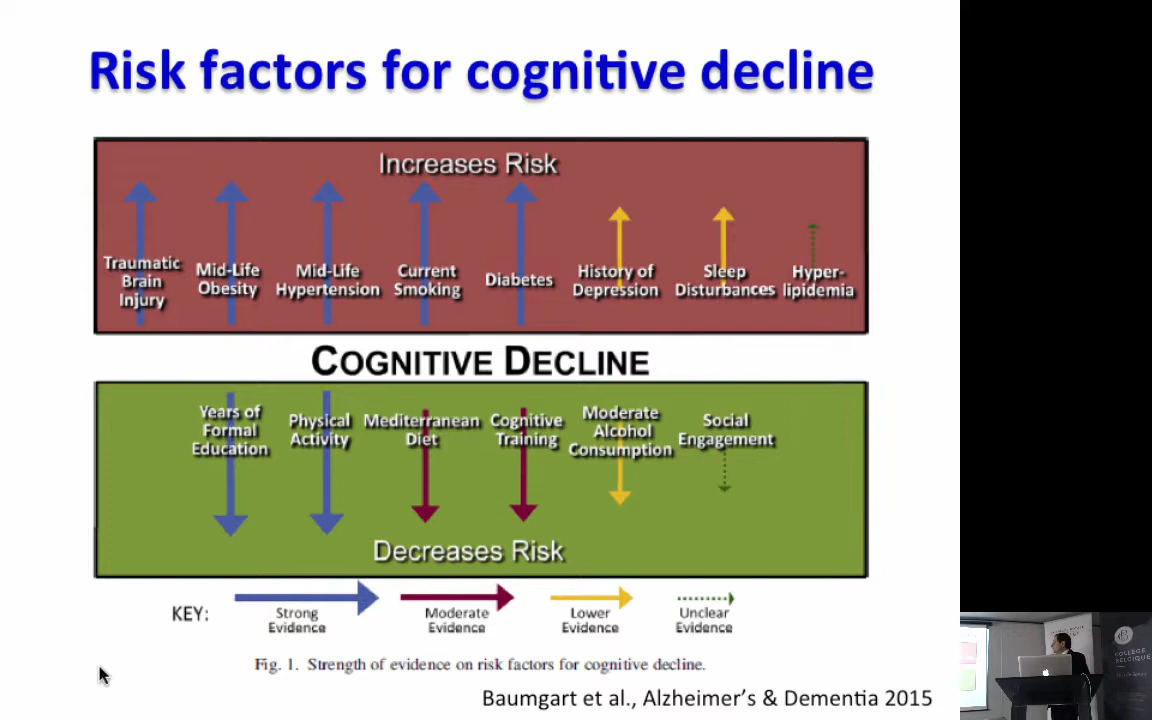 Risk factors for cognitive decline
Increases Risk
Traumatic
Brain
Injury
Mid-Life
Obesity
Mid-Life
Hypertension
Current
Smoking
Diabetes
History of
Depression
Sleep
Disturbances
Hyper-
lipidemia
COGNITIVE DECLINE
Years of
Formal
Education
Physical
Activity
Mediterranean
Diet
Cognitive
Training
Moderate
Alcohol
Consumption
Social
Engagement
Decreases Risk
KEY:
Strong
Evidence
Moderate
Evidence
Lower
Evidence
Unclear
Evidence
Fig. 1. Strength of evidence on risk factors for cognitive decline.
Baumgart et al., Alzheimer's & Dementia 2015
COLLÈGE
BELGIQUE